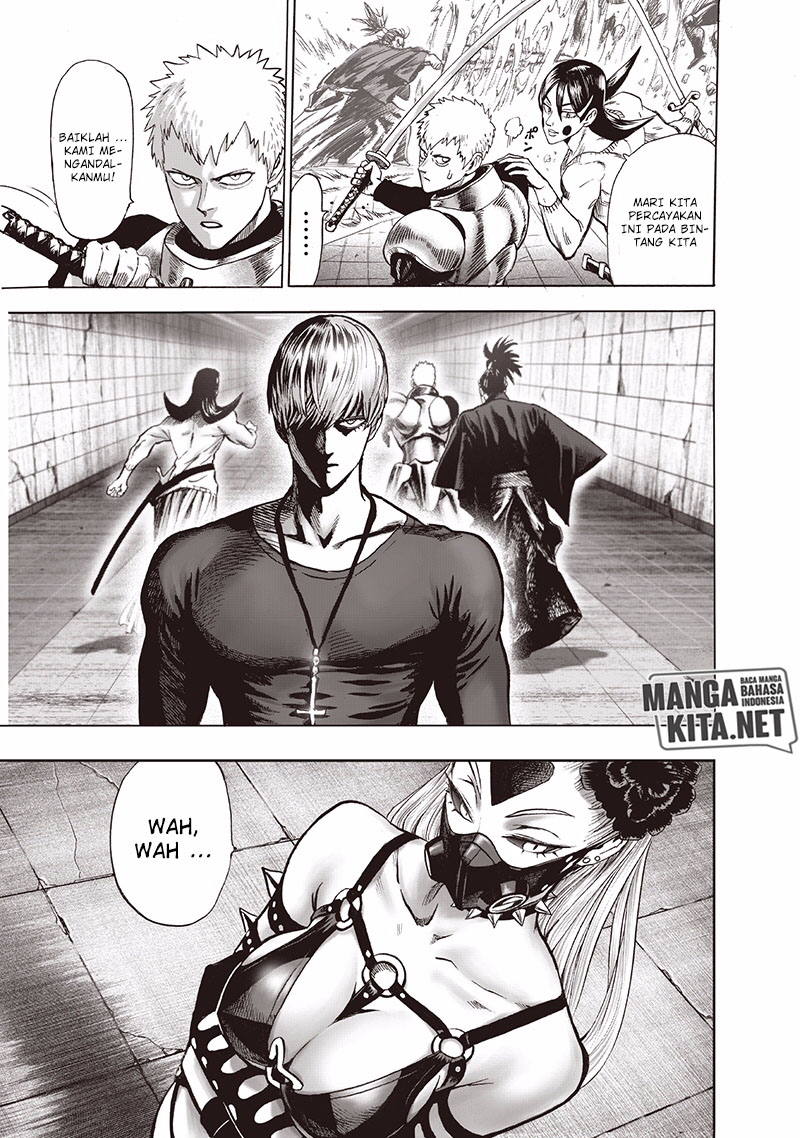 MARI KITA
PERCAYAKAN
INI PADA BIN-
TANG KITA
ポ
.......
BAIKLAH ...
KAMI ME-
NGANDAL-
KANMU!
MANGA
KITA.NET
BACA MANGA
BAHASA
INDONESIA
WAH,
WAH ...